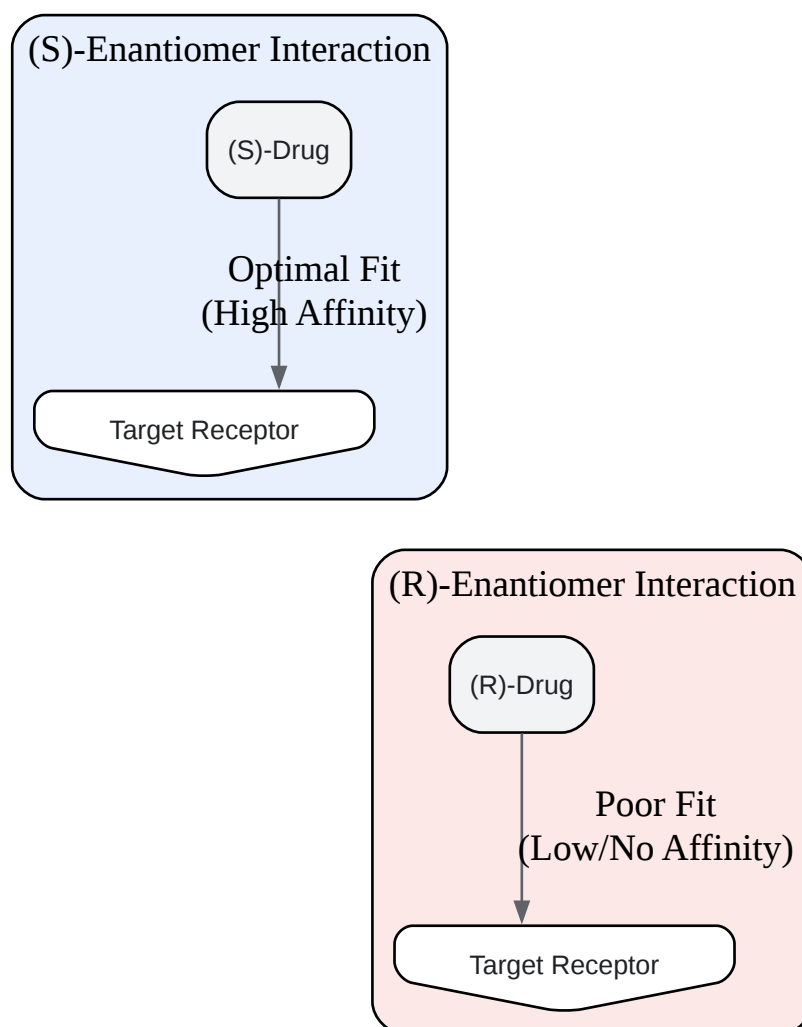 (S)-Enantiomer Interaction
(S)-Drug
Optimal Fit
(High Affinity)
Target Receptor
(R)-Enantiomer Interaction
(R)-Drug
Poor Fit
(Low/No Affinity)
Target Receptor